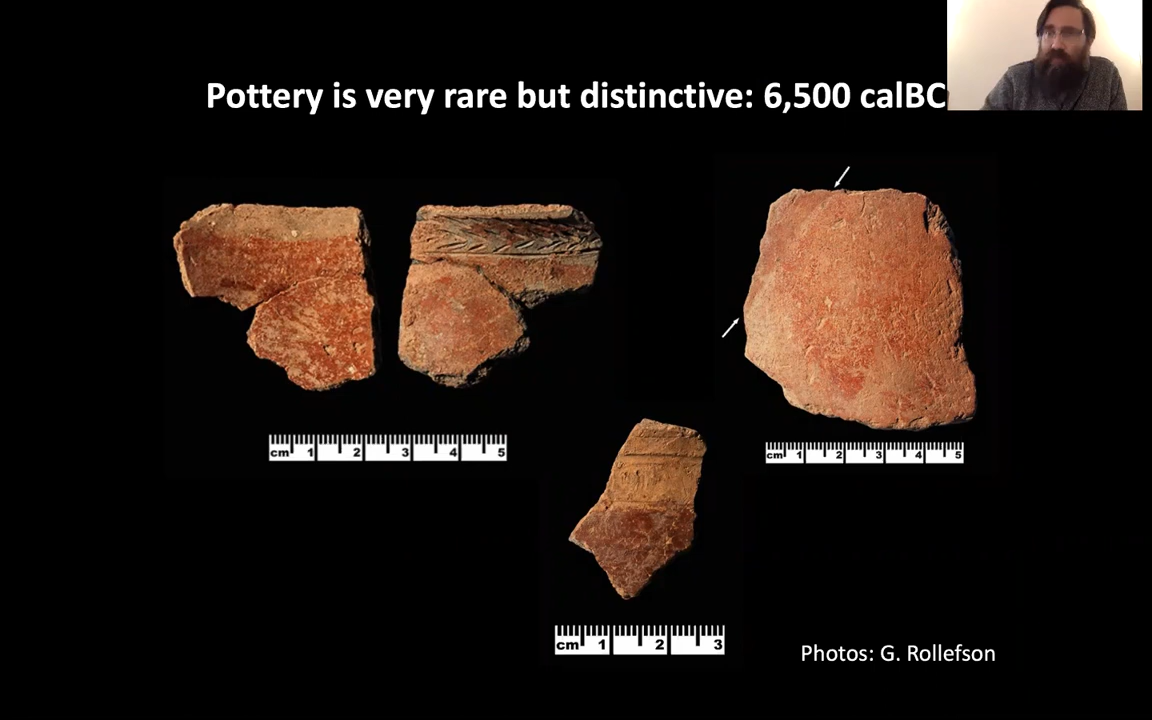 Pottery is very rare but distinctive: 6,500 calBC
cm 1 2 3 4 5
cm 1 2 3 4 5
cm 1 2 3
Photos: G. Rollefson